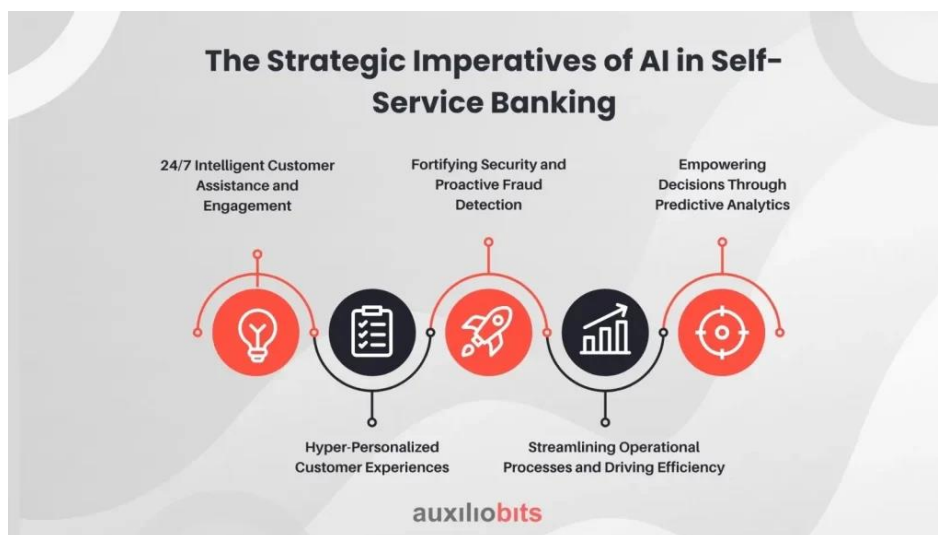 The Strategic Imperatives of AI in Self-
Service Banking
24/7 Intelligent Customer
Assistance and
Engagement
Fortifying Security and
Proactive Fraud
Detection
Empowering
Decisions Through
Predictive Analytics
Hyper-Personalized
Customer Experiences
Streamlining Operational
Processes and Driving Efficiency
auxiliobits